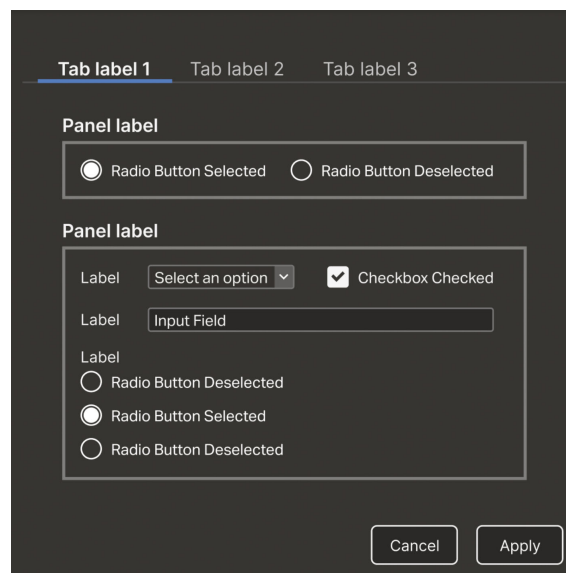 Tab label 1 Tab label 2 Tab label 3
Panel label
Radio Button Selected Radio Button Deselected
Panel label
Label Select an option Checkbox Checked
Label Input Field
Label
Radio Button Deselected
Radio Button Selected
Radio Button Deselected
Cancel Apply